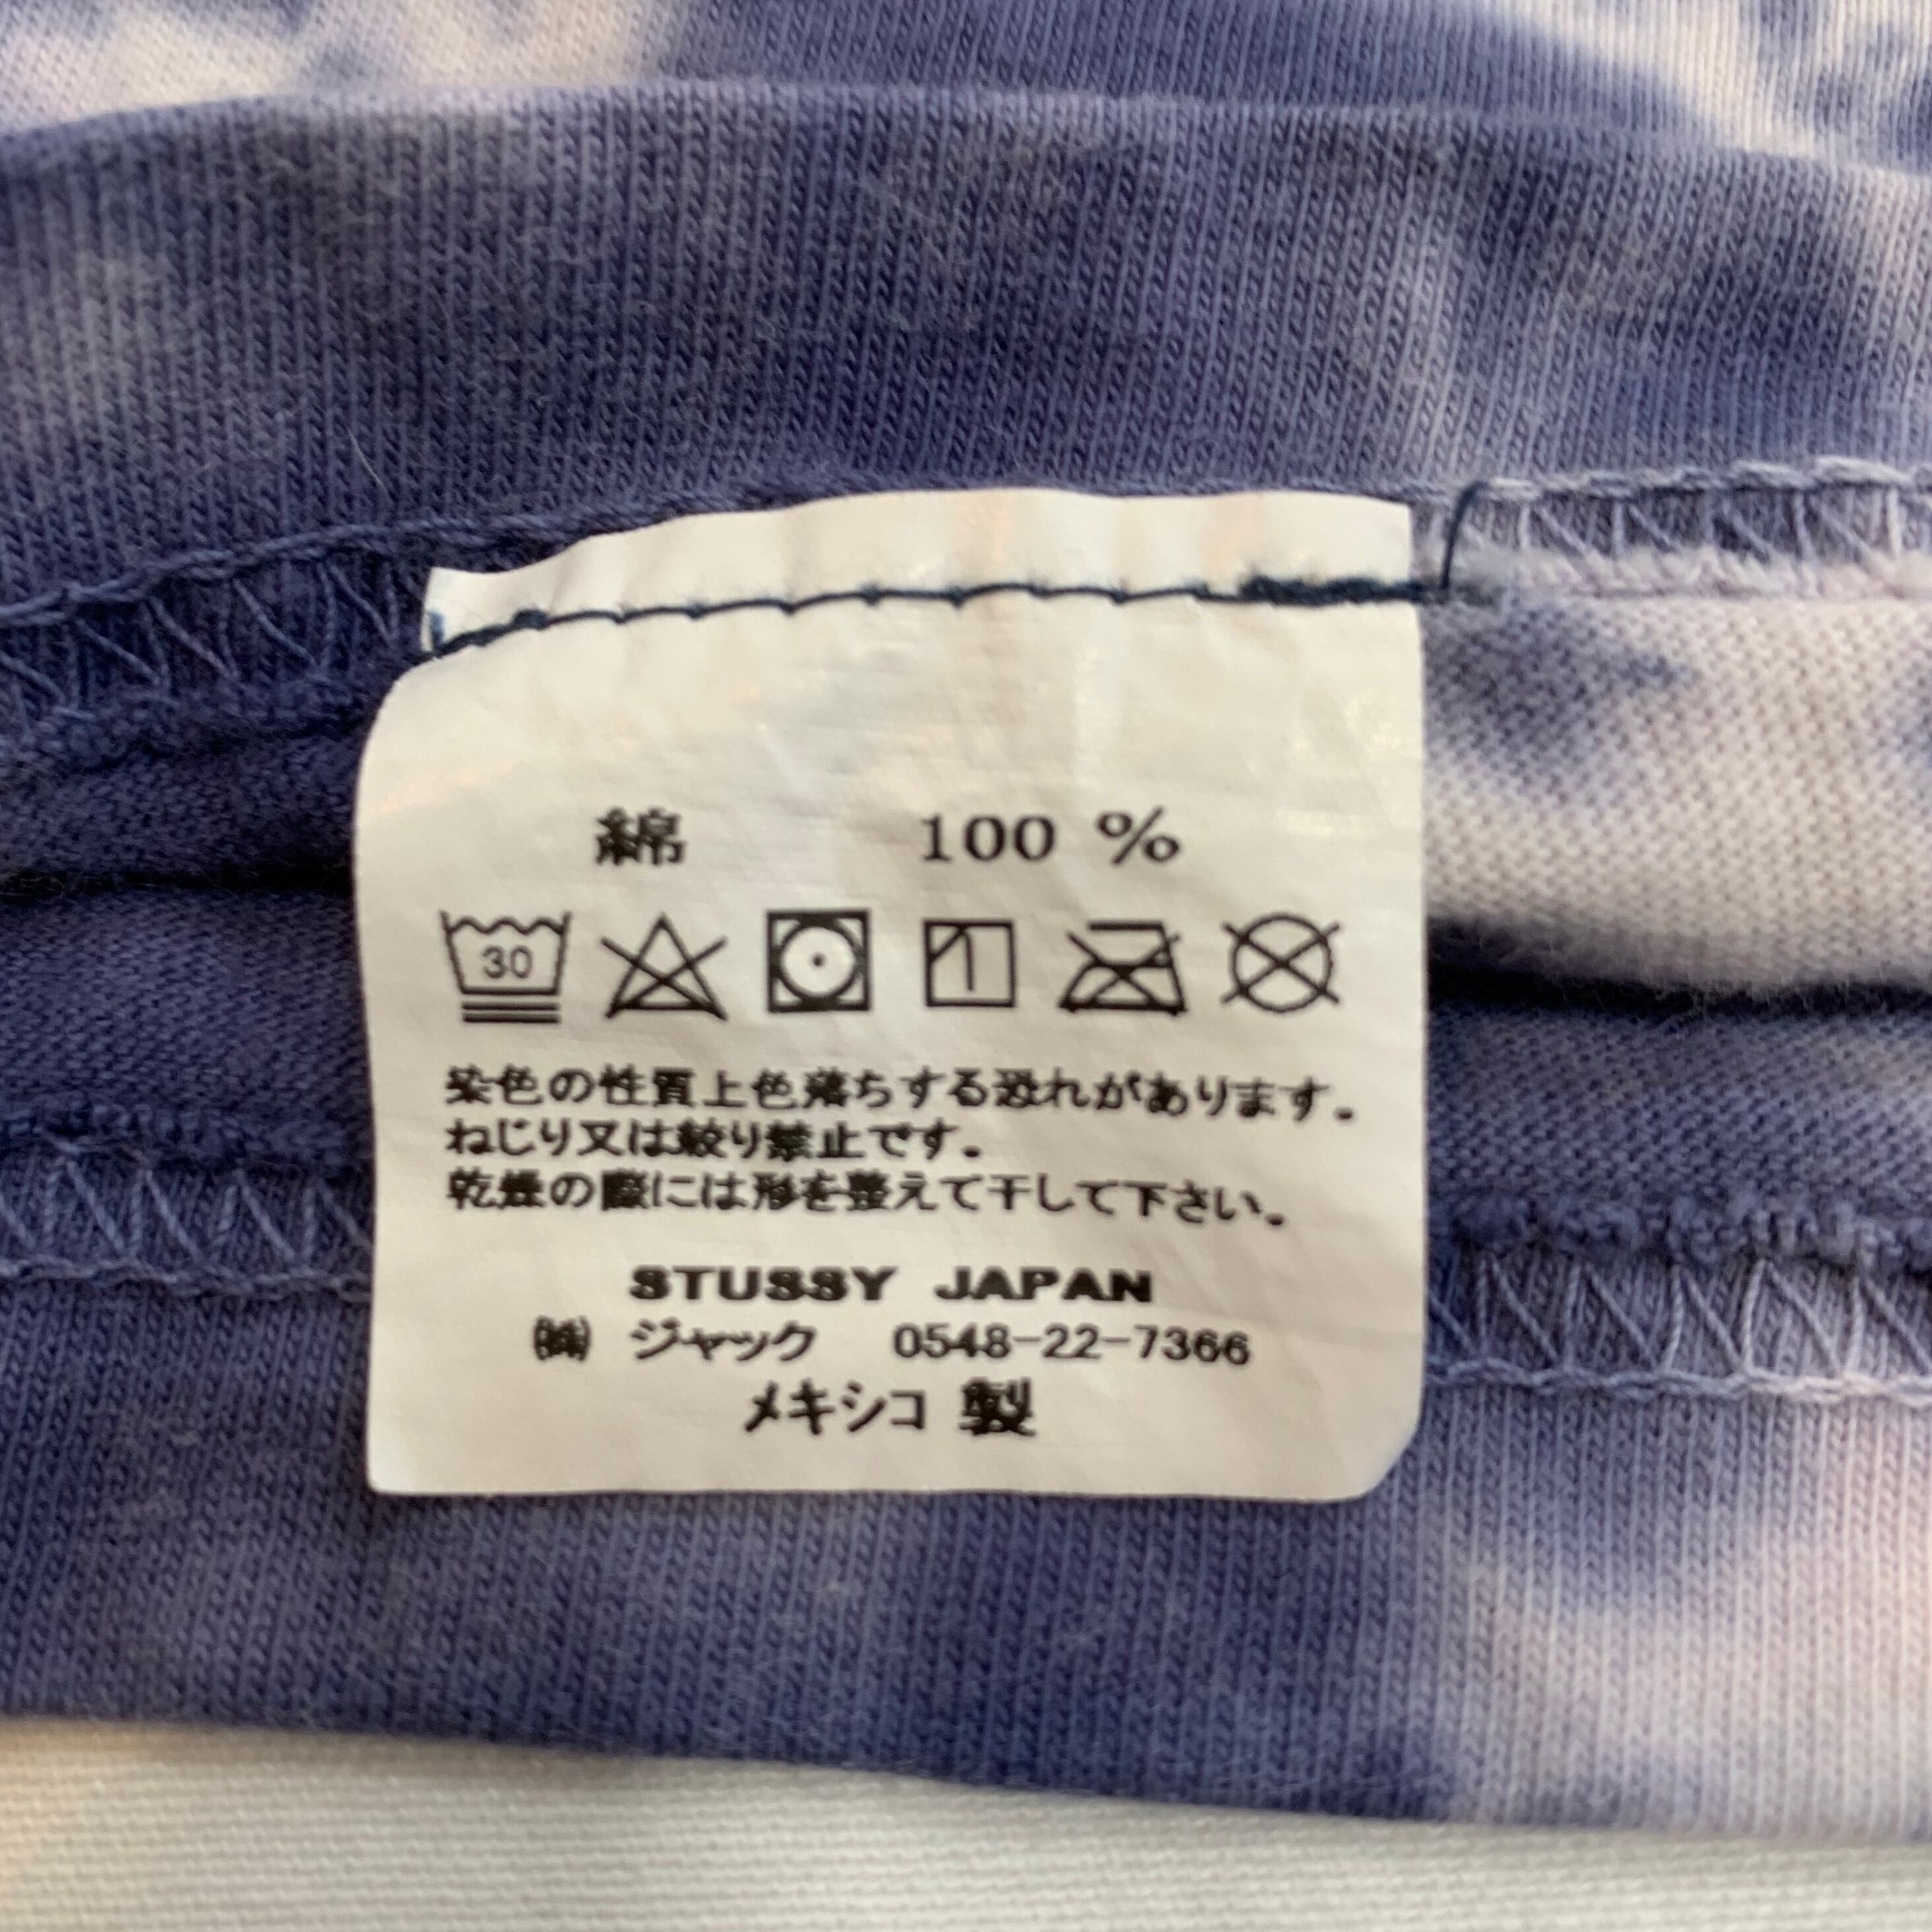 綿 100 %
30
染色の性質上色落ちする恐れがあります。
ねじり又は絞り禁止です。
乾燥の際には形を整えて干して下さい。
STUSSY JAPAN
㈱ ジャック 0548-22-7366
メキシコ 製